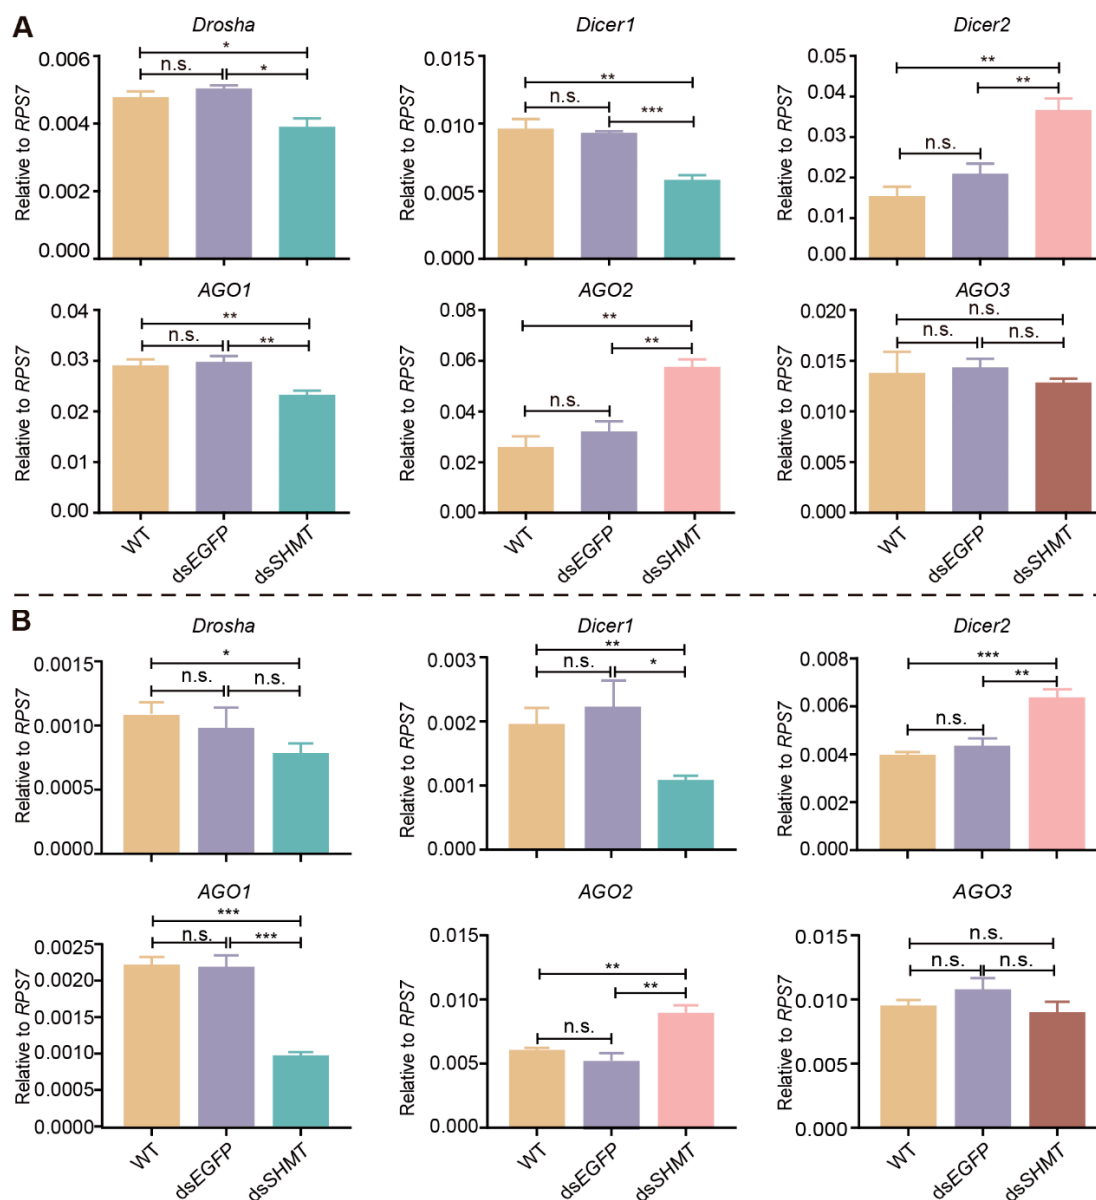 A
Drosha
Relative to RPS7
0.006
0.004
0.002
0.000
*
n.s.
*
Dicer1
Relative to RPS7
0.015
0.010
0.005
0.000
**
n.s.
***
Dicer2
Relative to RPS7
0.04
0.03
0.02
0.01
0.00
**
**
n.s.
AGO1
Relative to RPS7
0.04
0.03
0.02
0.01
0.00
**
n.s.
**
WT
dsEGFP
dsSHMT
AGO2
Relative to RPS7
0.08
0.06
0.04
0.02
0.00
**
**
n.s.
WT
dsEGFP
dsSHMT
AGO3
Relative to RPS7
0.020
0.015
0.010
0.005
0.000
n.s.
n.s.
n.s.
WT
dsEGFP
dsSHMT
B
Drosha
Relative to RPS7
0.0015
0.0010
0.0005
0.0000
*
n.s.
n.s.
Dicer1
Relative to RPS7
0.003
0.002
0.001
0.000
**
n.s.
*
Dicer2
Relative to RPS7
0.008
0.006
0.004
0.002
0.000
***
**
n.s.
AGO1
Relative to RPS7
0.0025
0.0020
0.0015
0.0010
0.0005
0.0000
***
n.s.
***
WT
dsEGFP
dsSHMT
AGO2
Relative to RPS7
0.015
0.010
0.005
0.000
**
**
n.s.
WT
dsEGFP
dsSHMT
AGO3
Relative to RPS7
0.015
0.010
0.005
0.000
n.s.
n.s.
n.s.
WT
dsEGFP
dsSHMT